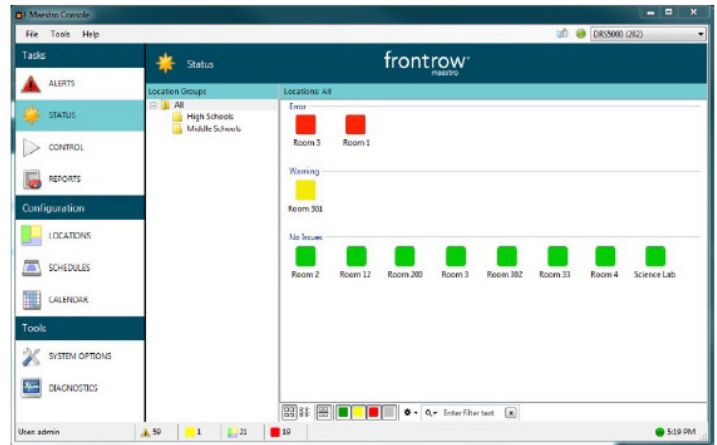 Maestro Console
File Tools Help
DRS5000 (262)
Tasks
ALERTS
STATUS
CONTROL
REPORTS
Configuration
LOCATIONS
SCHEDULES
CALENDAR
Tools
SYSTEM OPTIONS
DIAGNOSTICS
Status
frontrow
maestro
Location Groups
All
High Schools
Middle Schools
Locations: All
Error
Room 3 Room 1
Warning
Room 301
No Issues
Room 2 Room 12 Room 200 Room 3 Room 302 Room 33 Room 4 Science Lab
Enter filter text
User: admin 59 1 21 19 5:19 PM